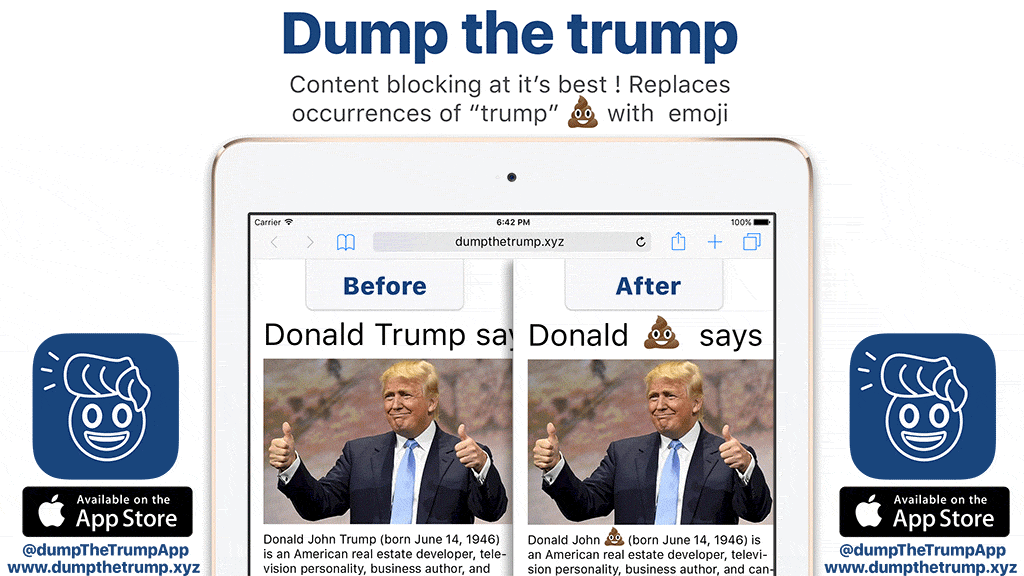 Dump the trump
Content blocking at it's best ! Replaces
occurrences of “trump” 💩 with emoji
Carrier
6:42 PM
100%
dumpthetrump.xyz
Before
After
Donald Trump say
Donald 💩 says
Donald John Trump (born June 14, 1946)
is an American real estate developer, tele-
vision personality, business author, and
Donald John 💩 (born June 14, 1946) is
an American real estate developer, televi-
sion personality, business author, and can-
Available on the
App Store
@dumpTheTrumpApp
www.dumpthetrump.xyz
Available on the
App Store
@dumpTheTrumpApp
www.dumpthetrump.xyz